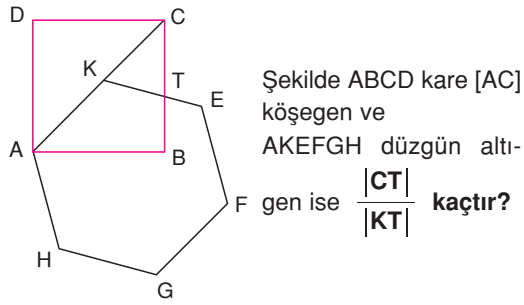 D
C
K
T
E
A
B
F
H
G
Şekilde ABCD kare [AC]
köşegen ve
AKEFGH düzgün altı-
gen ise |CT| / |KT| kaçtır?